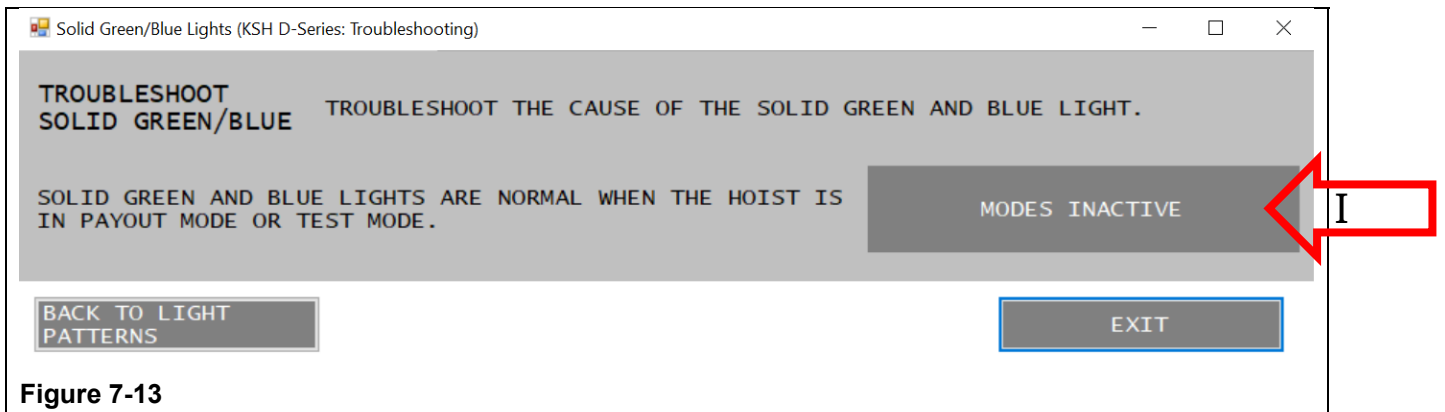 Solid Green/Blue Lights (KSH D-Series: Troubleshooting)
TROUBLESHOOT
SOLID GREEN/BLUE
TROUBLESHOOT THE CAUSE OF THE SOLID GREEN AND BLUE LIGHT.
SOLID GREEN AND BLUE LIGHTS ARE NORMAL WHEN THE HOIST IS
IN PAYOUT MODE OR TEST MODE.
MODES INACTIVE
I
BACK TO LIGHT
PATTERNS
EXIT
Figure 7-13